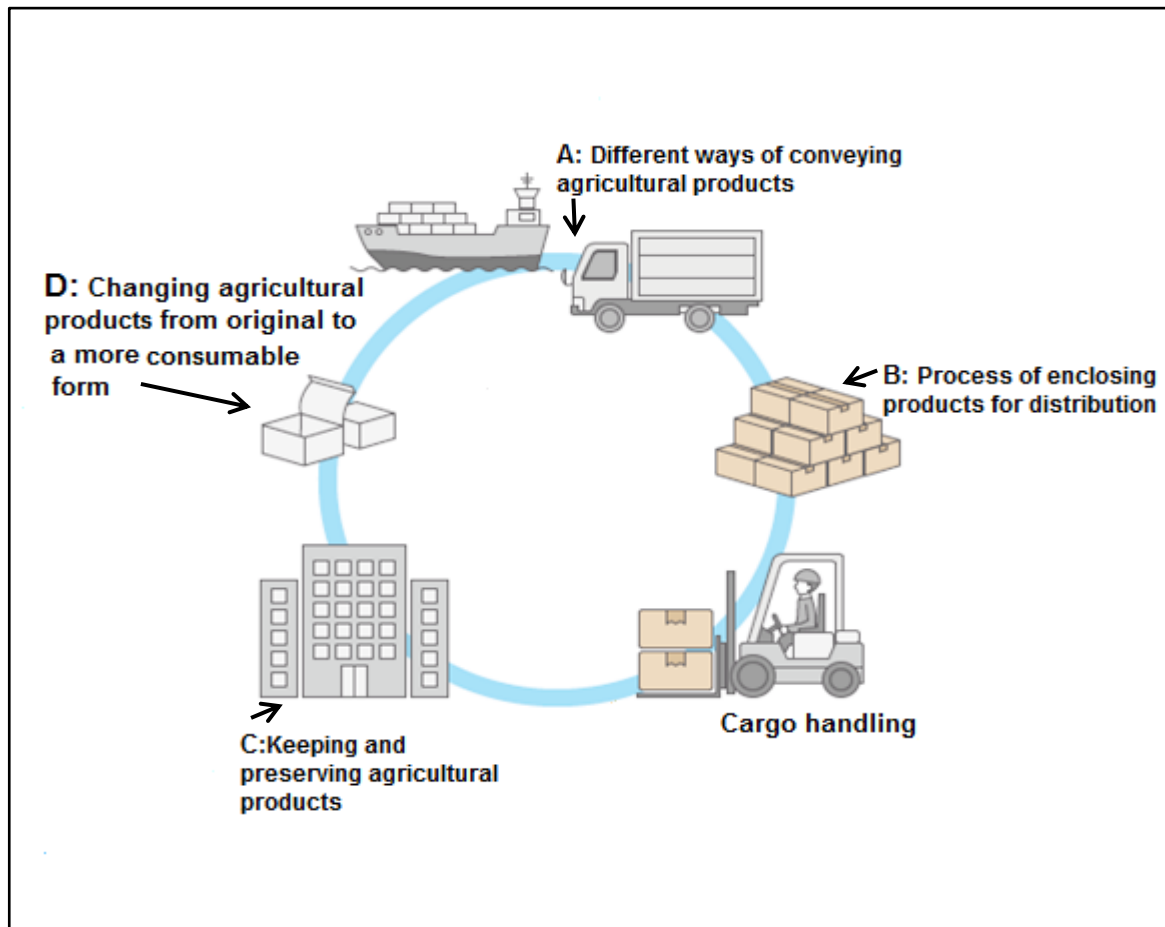 A: Different ways of conveying
agricultural products
D: Changing agricultural
products from original to
a more consumable
form
B: Process of enclosing
products for distribution
Cargo handling
C:Keeping and
preserving agricultural
products